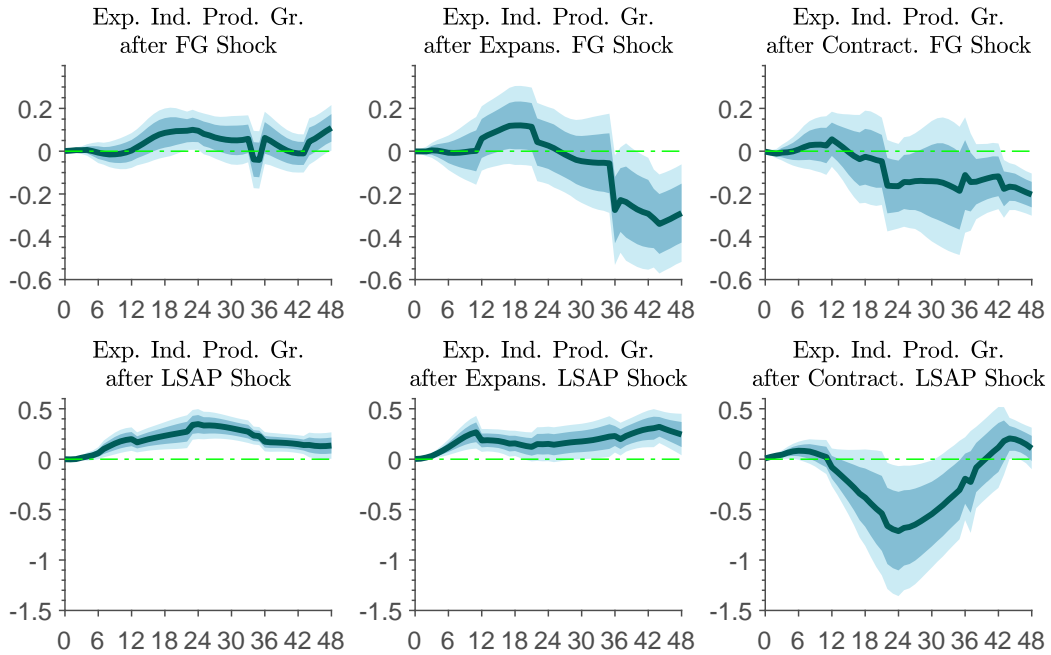 Exp. Ind. Prod. Gr.
after FG Shock
Exp. Ind. Prod. Gr.
after Expans. FG Shock
Exp. Ind. Prod. Gr.
after Contract. FG Shock
0.2
0
-0.2
-0.4
-0.6
0 6 12 18 24 30 36 42 48
0.2
0
-0.2
-0.4
-0.6
0 6 12 18 24 30 36 42 48
0.2
0
-0.2
-0.4
-0.6
0 6 12 18 24 30 36 42 48
Exp. Ind. Prod. Gr.
after LSAP Shock
Exp. Ind. Prod. Gr.
after Expans. LSAP Shock
Exp. Ind. Prod. Gr.
after Contract. LSAP Shock
0.5
0
-0.5
-1
-1.5
0 6 12 18 24 30 36 42 48
0.5
0
-0.5
-1
-1.5
0 6 12 18 24 30 36 42 48
0.5
0
-0.5
-1
-1.5
0 6 12 18 24 30 36 42 48